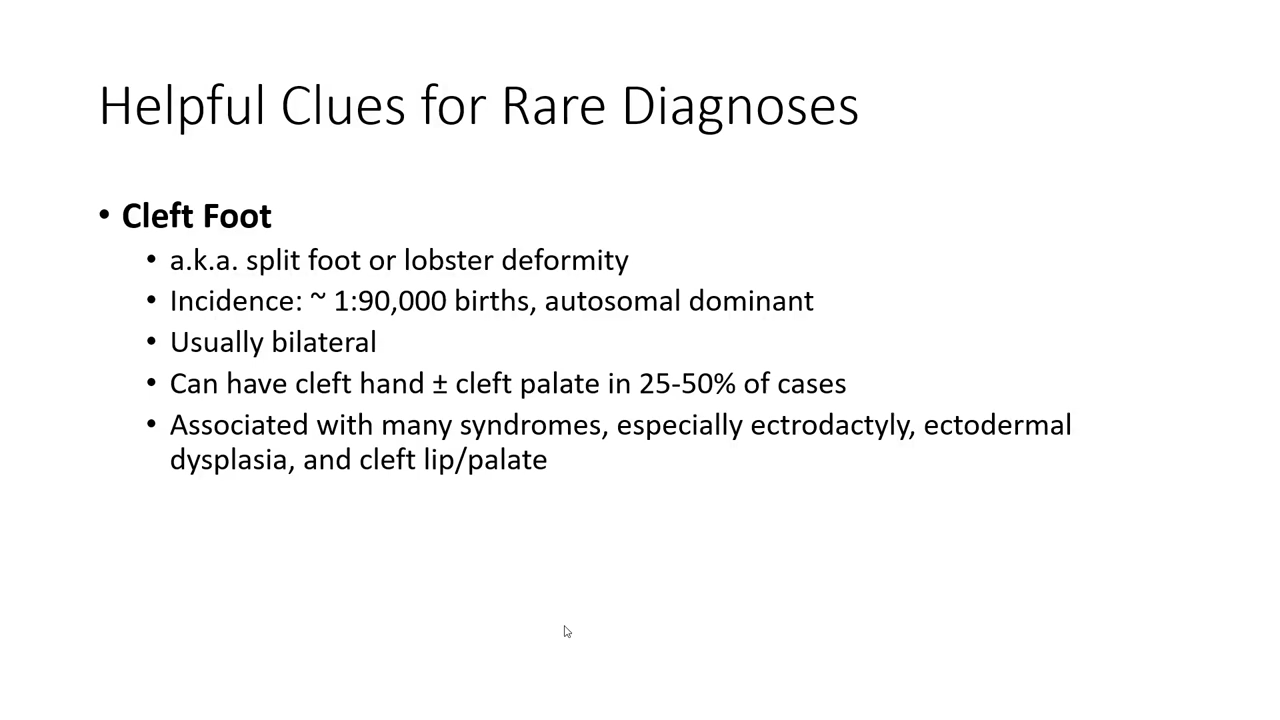 Helpful Clues for Rare Diagnoses
• Cleft Foot
• a.k.a. split foot or lobster deformity
• Incidence: ~ 1:90,000 births, autosomal dominant
• Usually bilateral
• Can have cleft hand ± cleft palate in 25-50% of cases
• Associated with many syndromes, especially ectrodactyly, ectodermal
dysplasia, and cleft lip/palate